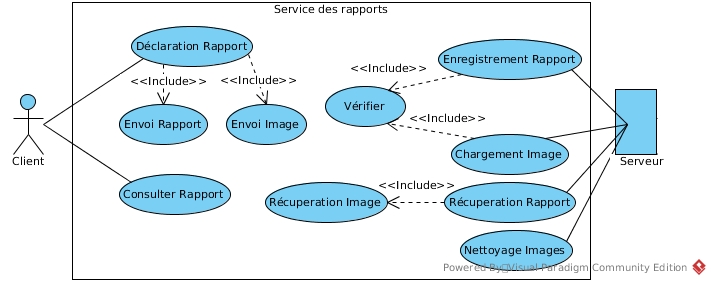 Service des rapports
Déclaration Rapport
Enregistrement Rapport
<<Include>>
<<Include>>
<<Include>>
Vérifier
Envoi Rapport
Envoi Image
<<Include>>
Client
Chargement Image
Serveur
Consulter Rapport
<<Include>>
Récuperation Image
Récuperation Rapport
Nettoyage Images
Powered By Visual Paradigm Community Edition